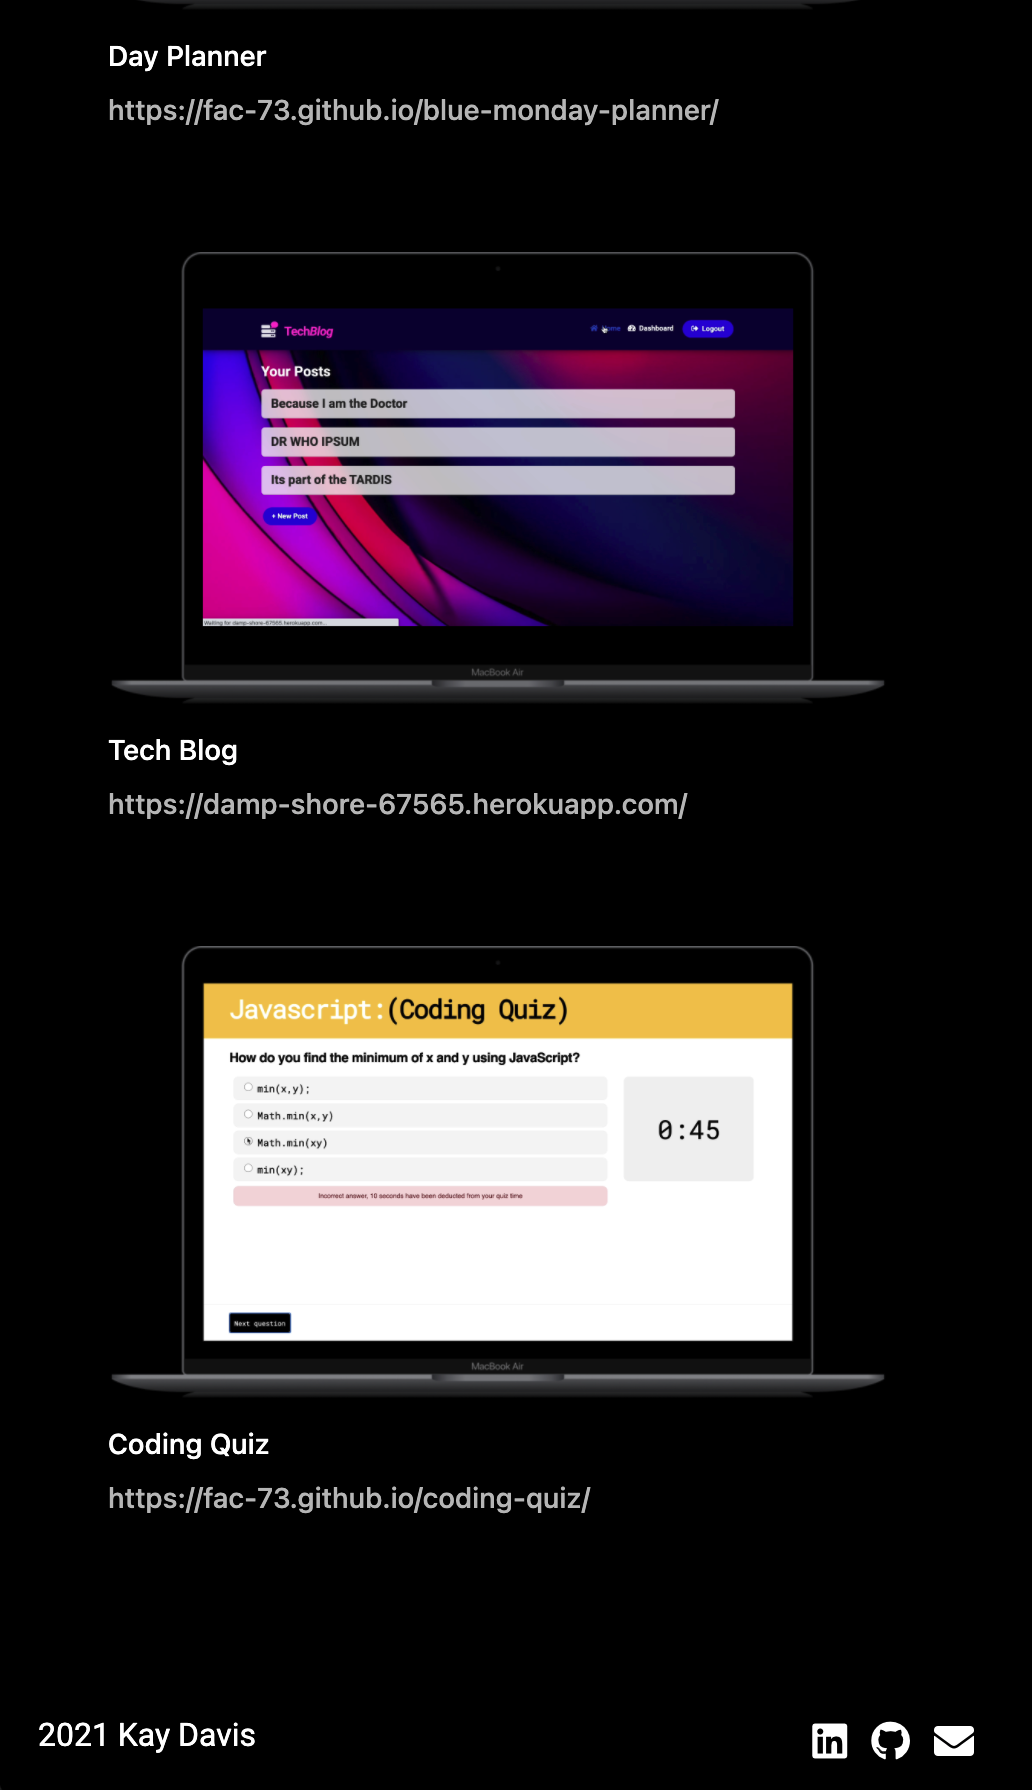 Day Planner
https://fac-73.github.io/blue-monday-planner/
TechBlog
Home Dashboard Logout
Your Posts
Because I am the Doctor
DR WHO IPSUM
Its part of the TARDIS
+ New Post
Waiting for damp-shore-67565.herokuapp.com...
MacBook Air
Tech Blog
https://damp-shore-67565.herokuapp.com/
Javascript:(Coding Quiz)
How do you find the minimum of x and y using JavaScript?
min(x,y);
Math.min(x,y)
0:45
Math.min(xy)
min(xy);
Incorrect answer, 10 seconds have been deducted from your quiz time
Next question
MacBook Air
Coding Quiz
https://fac-73.github.io/coding-quiz/
2021 Kay Davis